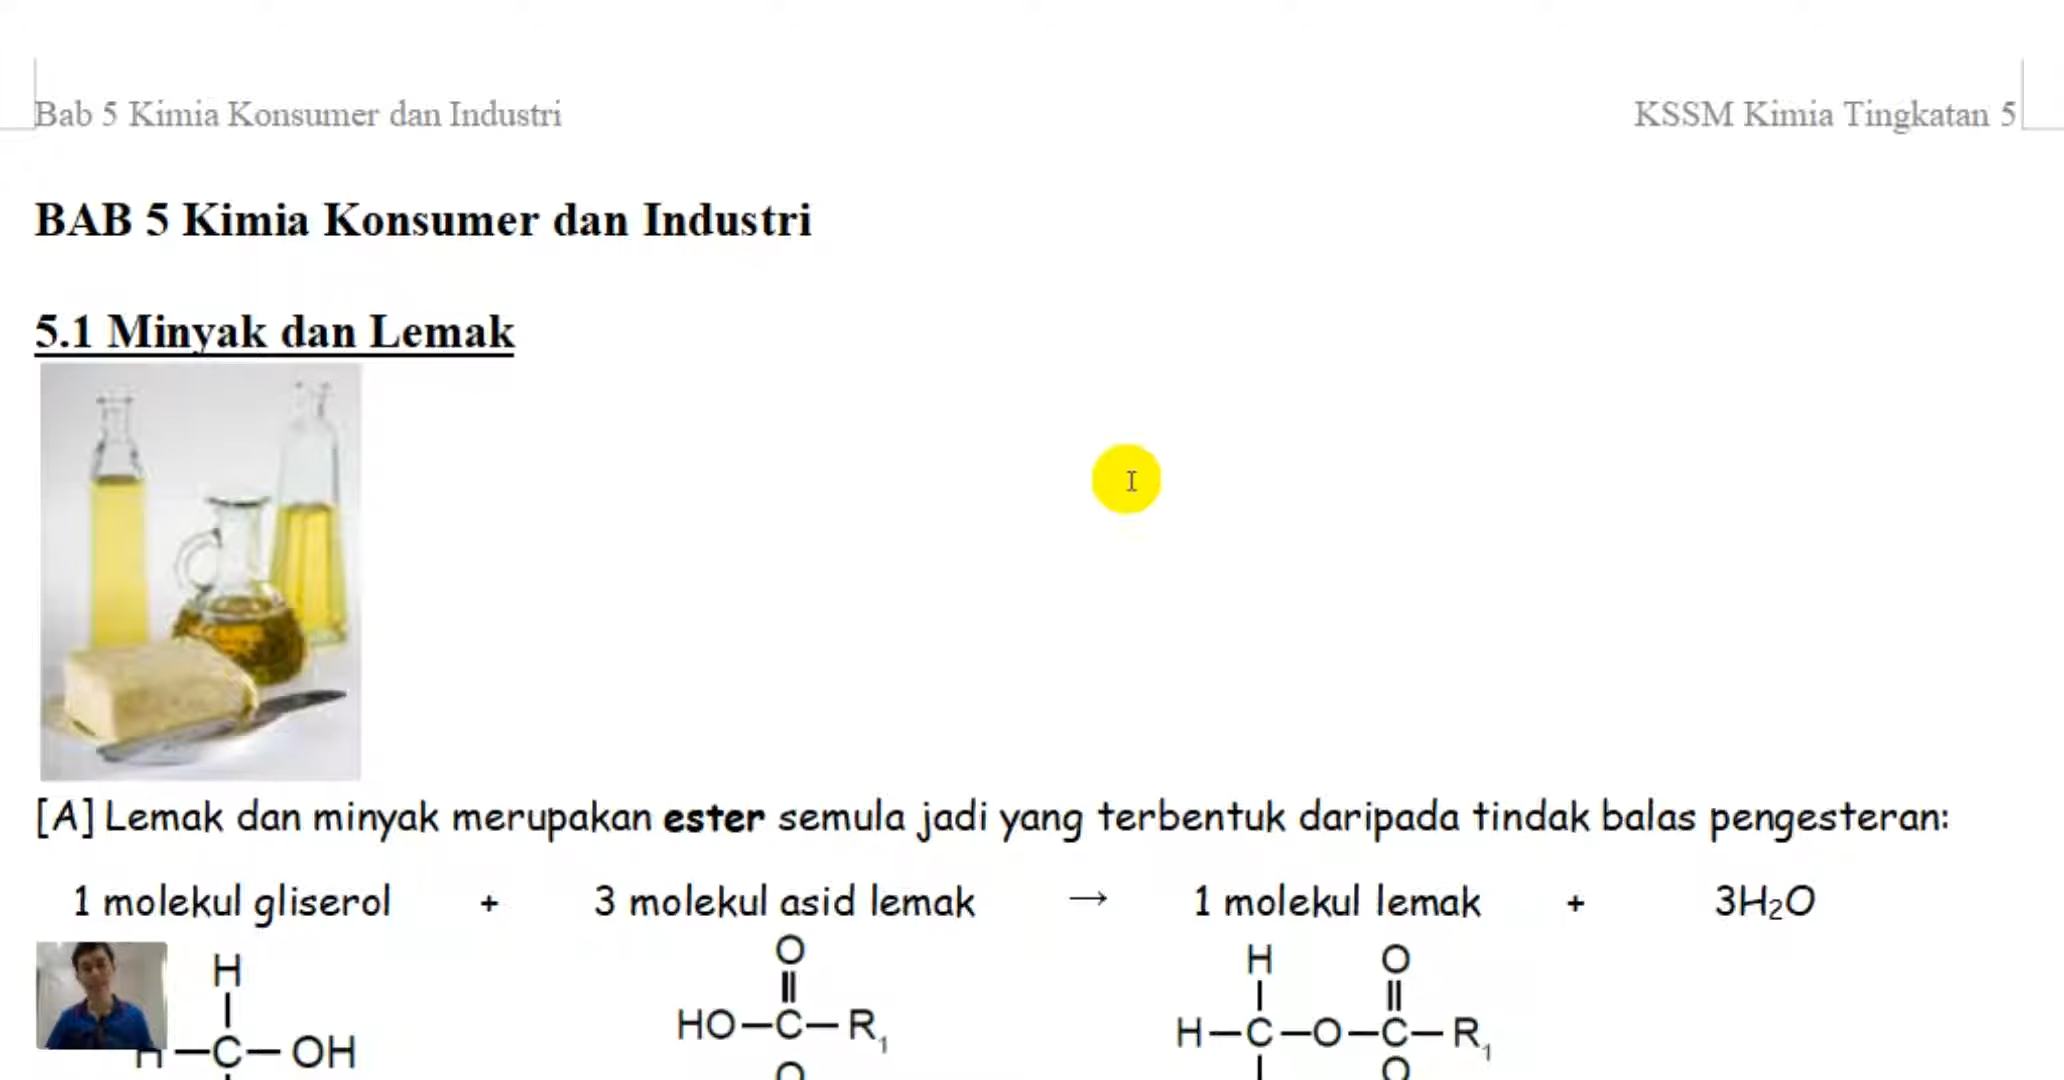 Bab 5 Kimia Konsumer dan Industri
KSSM Kimia Tingkatan 5
BAB 5 Kimia Konsumer dan Industri
5.1 Minyak dan Lemak
[A] Lemak dan minyak merupakan ester semula jadi yang terbentuk daripada tindak balas pengesteran:
1 molekul gliserol + 3 molekul asid lemak → 1 molekul lemak + 3H₂O
H O H O
H–C–OH HO–C–R₁ H–C–O–C–R₁
O O